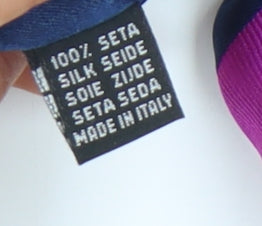 100% SETA
SILK SEIDE
SOIE ZIJDE
SETA SEDA
MADE IN ITALY